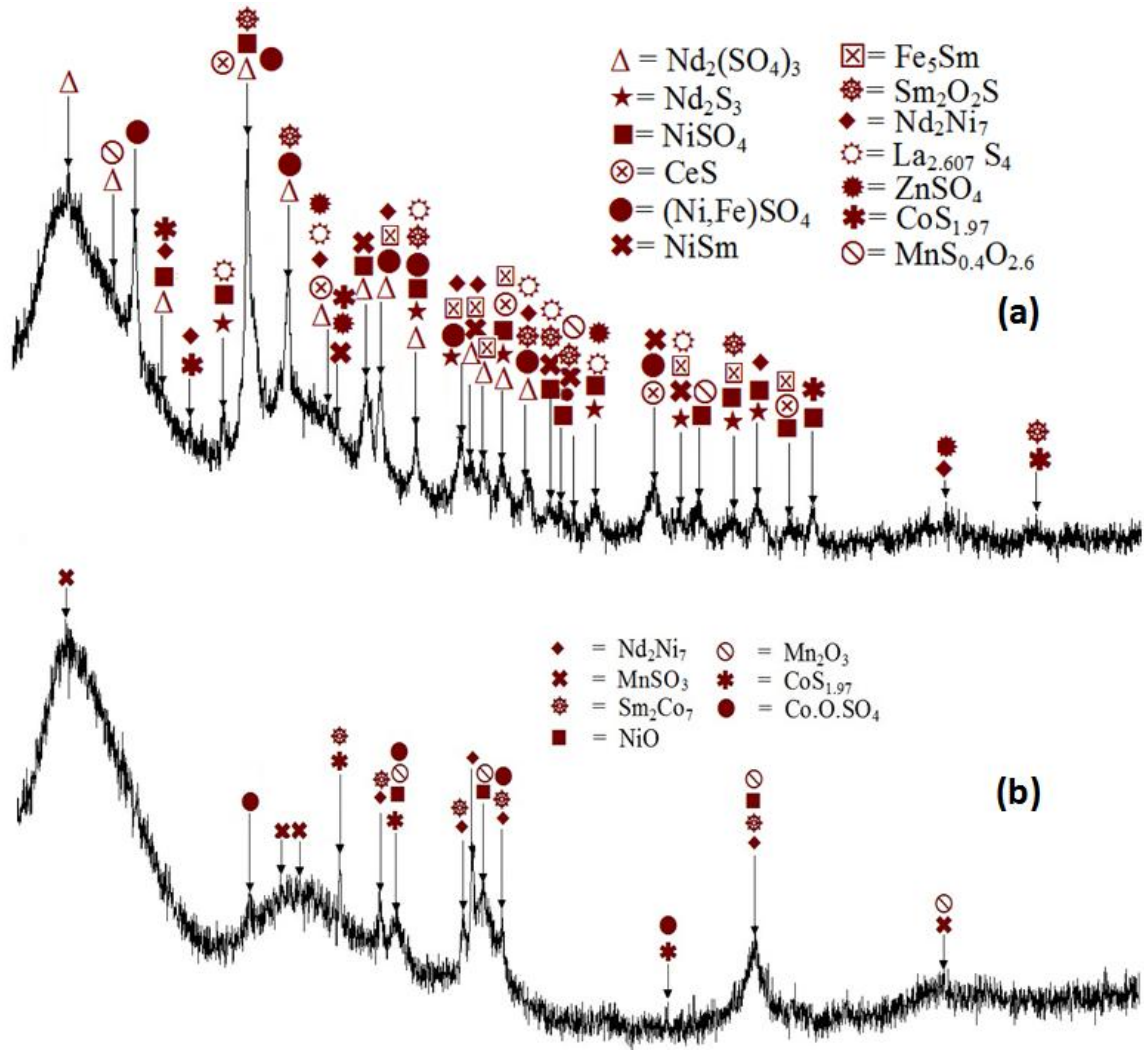 △ = Nd₂(SO₄)₃
★ = Nd₂S₃
■ = NiSO₄
⊗ = CeS
● = (Ni,Fe)SO₄
✖ = NiSm
☒ = Fe₅Sm
= Sm₂O₂S
◆ = Nd₂Ni₇
= La₂.₆₀₇ S₄
= ZnSO₄
= CoS₁.₉₇
⊘ = MnS₀.₄O₂.₆
(a)
◆ = Nd₂Ni₇
✖ = MnSO₃
= Sm₂Co₇
■ = NiO
⊘ = Mn₂O₃
= CoS₁.₉₇
● = Co.O.SO₄
(b)